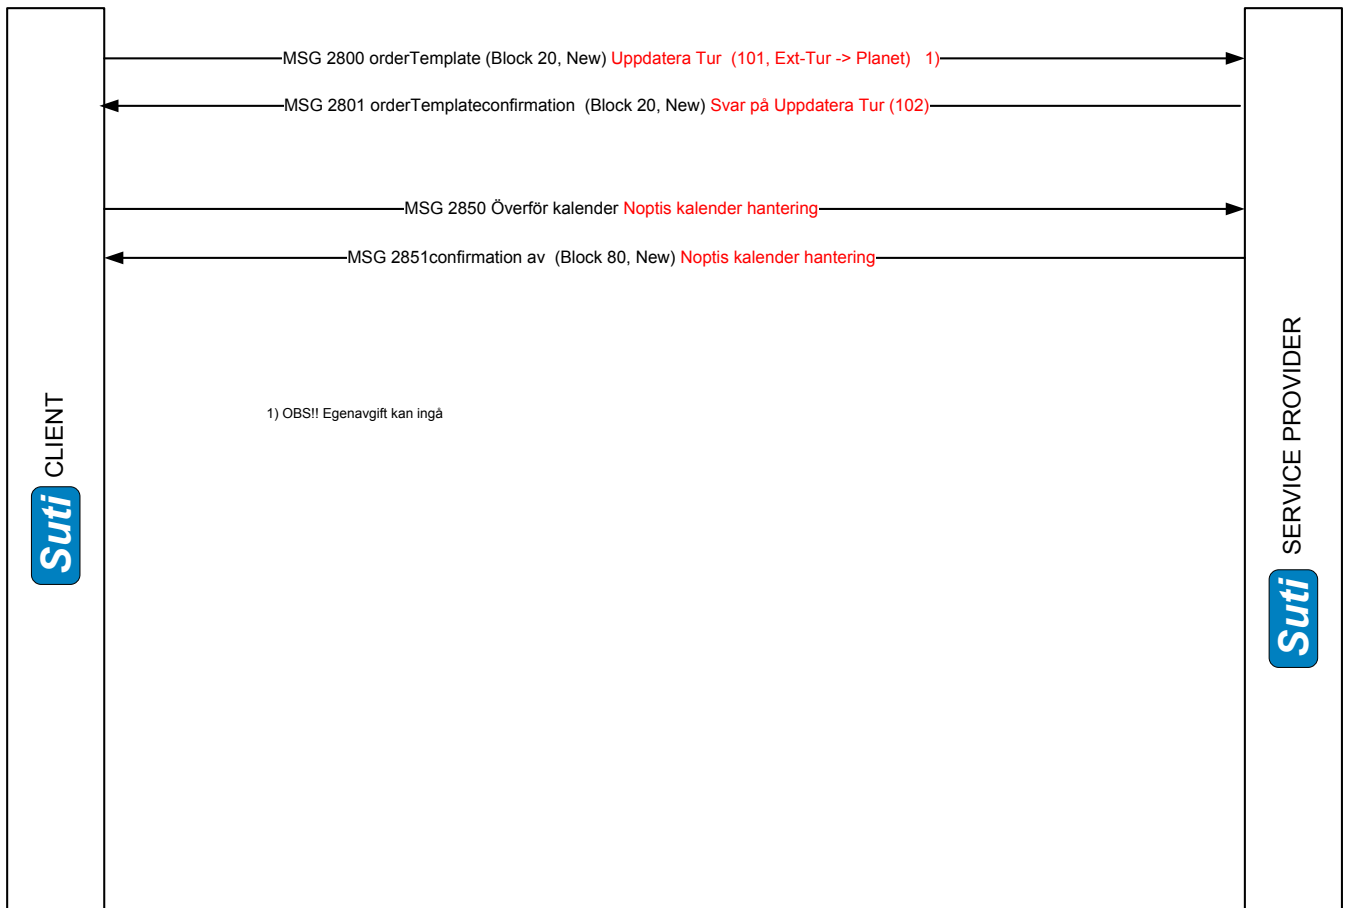 MSG 2800 orderTemplate (Block 20, New) Uppdatera Tur  (101, Ext-Tur -> Planet)   1)
MSG 2801 orderTemplateconfirmation  (Block 20, New) Svar på Uppdatera Tur (102)
MSG 2850 Överför kalender Noptis kalender hantering
MSG 2851confirmation av  (Block 80, New) Noptis kalender hantering
1) OBS!! Egenavgift kan ingå
Suti CLIENT
Suti SERVICE PROVIDER